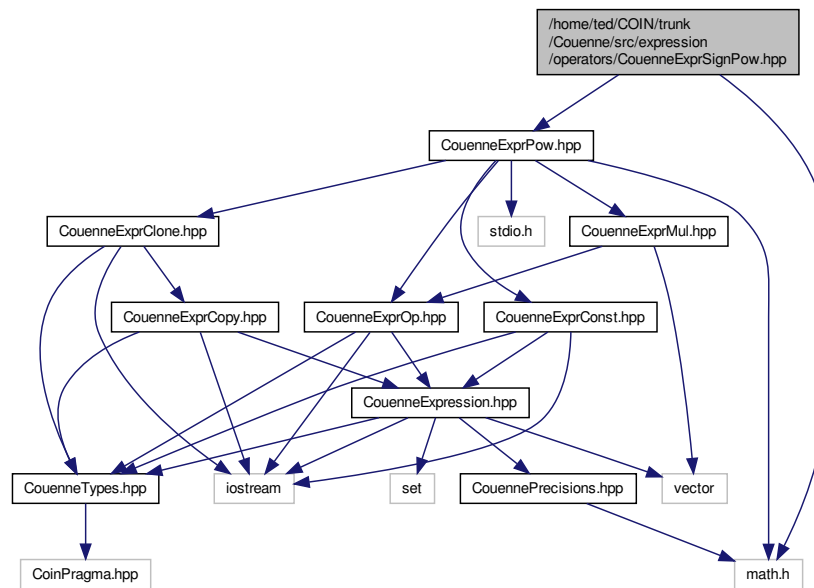 /home/ted/COIN/trunk
/Couenne/src/expression
/operators/CouenneExprSignPow.hpp
CouenneExprPow.hpp
CouenneExprClone.hpp
stdio.h
CouenneExprMul.hpp
CouenneExprCopy.hpp
CouenneExprOp.hpp
CouenneExprConst.hpp
CouenneExpression.hpp
CouenneTypes.hpp
iostream
set
CouennePrecisions.hpp
vector
CoinPragma.hpp
math.h